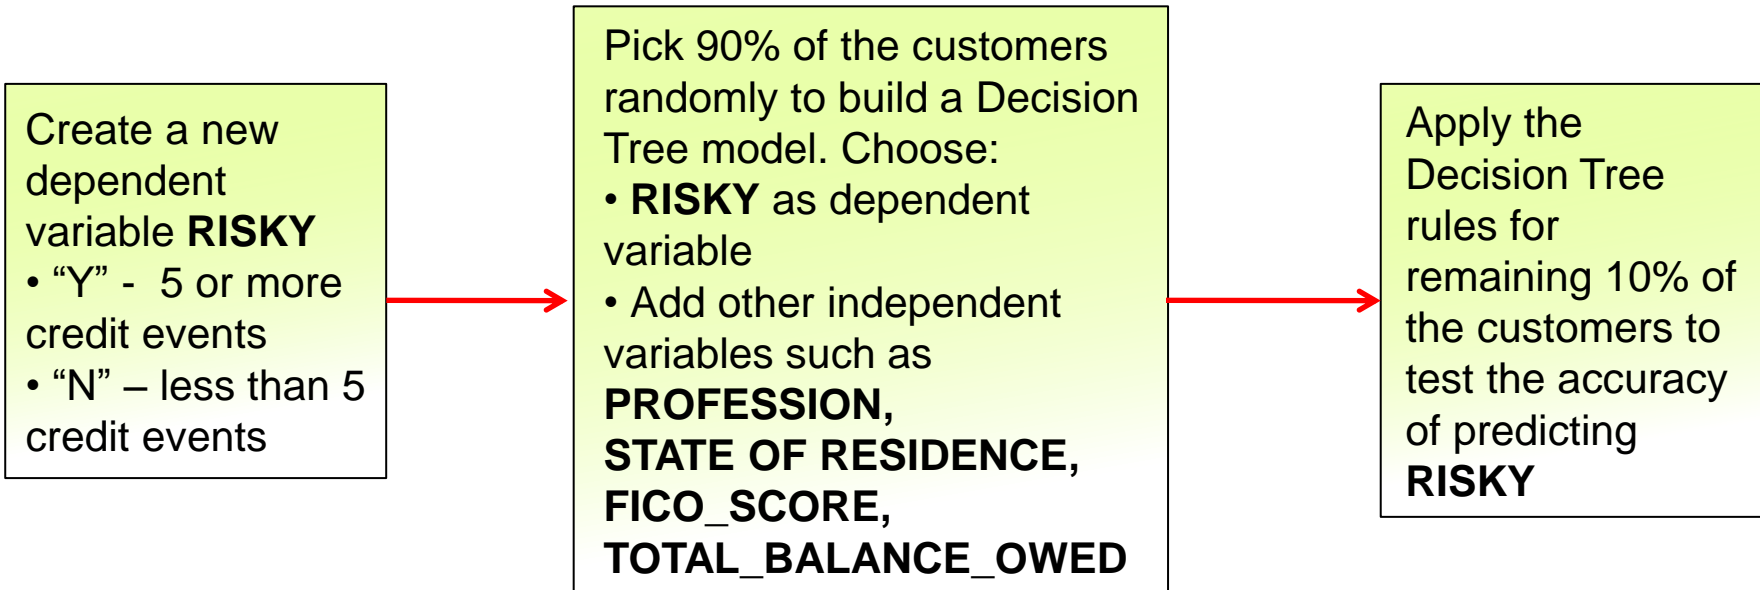 Create a new
dependent
variable RISKY
• “Y” - 5 or more
credit events
• “N” – less than 5
credit events
Pick 90% of the customers
randomly to build a Decision
Tree model. Choose:
• RISKY as dependent
variable
• Add other independent
variables such as
PROFESSION,
STATE OF RESIDENCE,
FICO_SCORE,
TOTAL_BALANCE_OWED
Apply the
Decision Tree
rules for
remaining 10% of
the customers to
test the accuracy
of predicting
RISKY